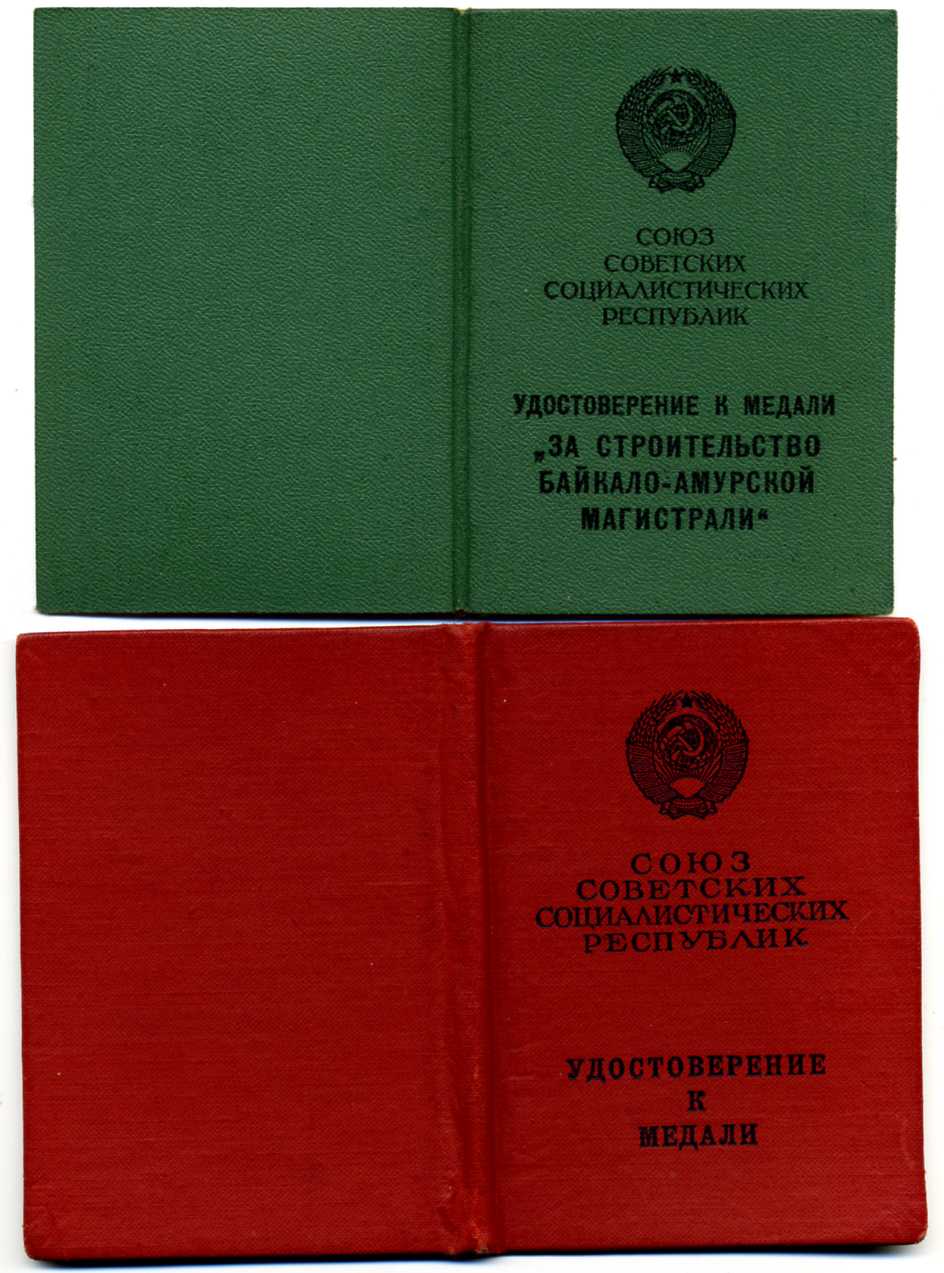 СОЮЗ
СОВЕТСКИХ
СОЦИАЛИСТИЧЕСКИХ
РЕСПУБЛИК
УДОСТОВЕРЕНИЕ К МЕДАЛИ
„ЗА СТРОИТЕЛЬСТВО
БАЙКАЛО-АМУРСКОЙ
МАГИСТРАЛИ“
СОЮЗ
СОВЕТСКИХ
СОЦИАЛИСТИЧЕСКИХ
РЕСПУБЛИК
УДОСТОВЕРЕНИЕ
К
МЕДАЛИ